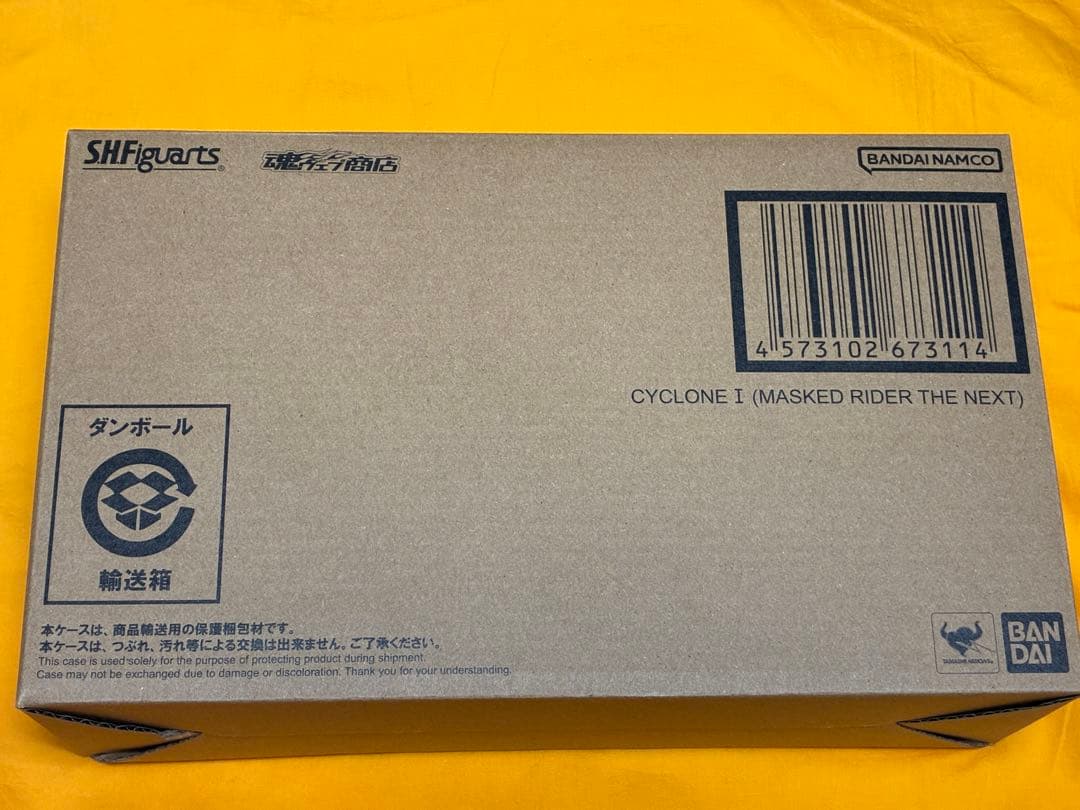 S.H.Figuarts®
魂ウェブ商店
BANDAI NAMCO
4 573102 673114
CYCLONE I (MASKED RIDER THE NEXT)
ダンボール
輸送箱
本ケースは、商品輸送用の保護梱包材です。
本ケースは、つぶれ、汚れ等による交換は出来ません。ご了承ください。
This case is used solely for the purpose of protecting product during shipment.
Case may not be exchanged due to damage or discoloration. Thank you for your understanding.
TAMASHII NATIONS
BAN
DAI